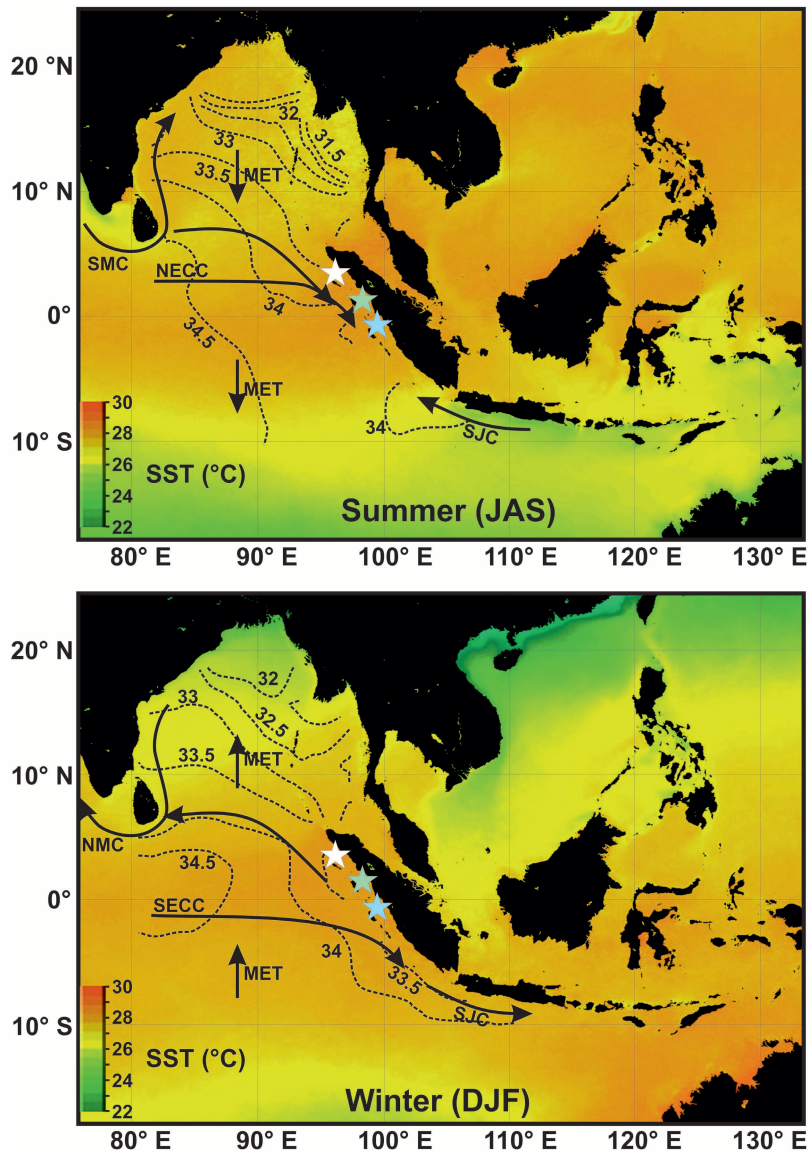 20 °N
32
33
31.5
33.5
MET
10° N
SMC
NECC
34
0°
34.5
MET
30
28
26
24
22
34
SJC
10° S
SST (°C)
Summer (JAS)
80° E 90° E 100° E 110° E 120° E 130° E
20° N
32
33
32.5
33.5
MET
10° N
NMC
34.5
0°
SECC
34
MET
33.5
SJC
30
28
26
24
22
10° S
SST (°C)
Winter (DJF)
80° E 90° E 100° E 110° E 120° E 130° E